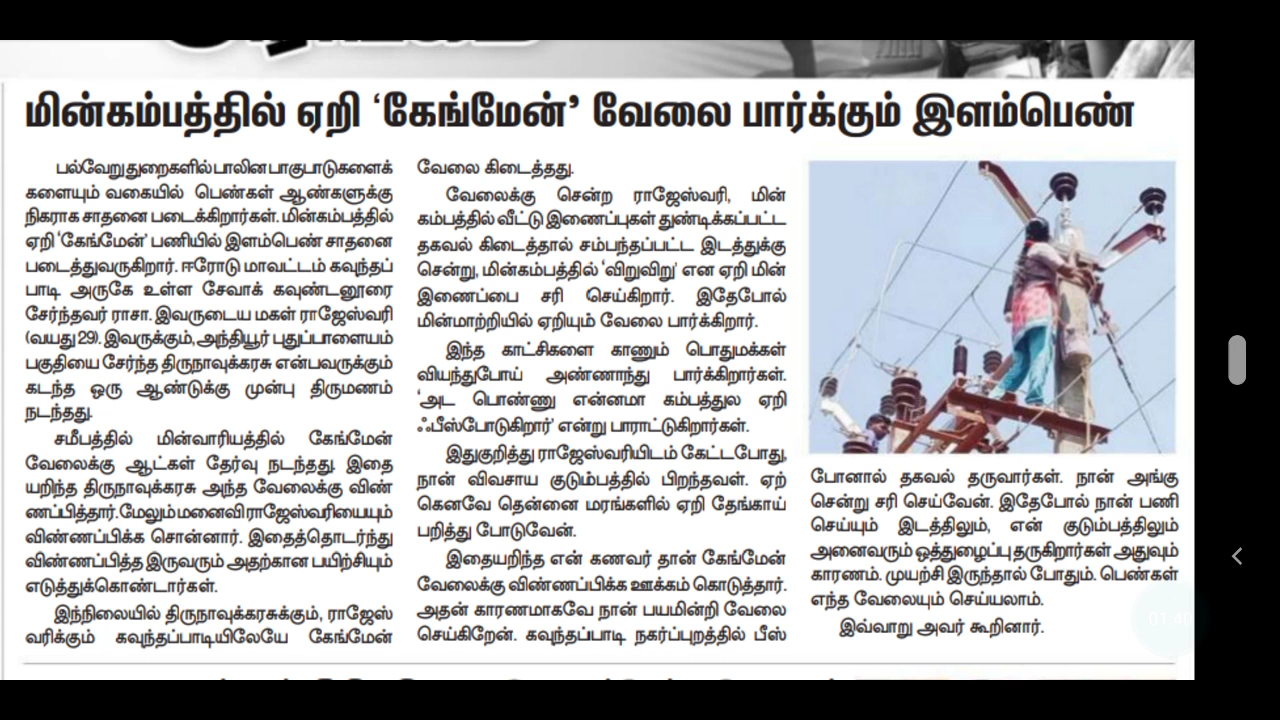 மின்கம்பத்தில் ஏறி ‘கேங்மேன்’ வேலை பார்க்கும் இளம்பெண்
பல்வேறு துறைகளில் பாலின பாகுபாடுகளைக்
களையும் வகையில் பெண்கள் ஆண்களுக்கு
நிகராக சாதனை படைக்கிறார்கள். மின்கம்பத்தில்
ஏறி ‘கேங்மேன்’ பணியில் இளம்பெண் சாதனை
படைத்துவருகிறார். ஈரோடு மாவட்டம் கவுந்தப்
பாடி அருகே உள்ள சேவாக் கவுண்டனூரை
சேர்ந்தவர் ராசா. இவருடைய மகள் ராஜேஸ்வரி
(வயது 29). இவருக்கும், அந்தியூர் புதுப்பாளையம்
பகுதியை சேர்ந்த திருநாவுக்கரசு என்பவருக்கும்
கடந்த ஒரு ஆண்டுக்கு முன்பு திருமணம்
நடந்தது.
சமீபத்தில் மின்வாரியத்தில் கேங்மேன்
வேலைக்கு ஆட்கள் தேர்வு நடந்தது. இதை
யறிந்த திருநாவுக்கரசு அந்த வேலைக்கு விண்
ணப்பித்தார். மேலும் மனைவி ராஜேஸ்வரியையும்
விண்ணப்பிக்க சொன்னார். இதைத்தொடர்ந்து
விண்ணப்பித்த இருவரும் அதற்கான பயிற்சியும்
எடுத்துக்கொண்டார்கள்.
இந்நிலையில் திருநாவுக்கரசுக்கும், ராஜேஸ்
வரிக்கும் கவுந்தப்பாடியிலேயே கேங்மேன்
வேலை கிடைத்தது.
வேலைக்கு சென்ற ராஜேஸ்வரி, மின்
கம்பத்தில் வீட்டு இணைப்புகள் துண்டிக்கப்பட்ட
தகவல் கிடைத்தால் சம்பந்தப்பட்ட இடத்துக்கு
சென்று, மின்கம்பத்தில் ‘விறுவிறு’ என ஏறி மின்
இணைப்பை சரி செய்கிறார். இதேபோல்
மின்மாற்றியில் ஏறியும் வேலை பார்க்கிறார்.
இந்த காட்சிகளை காணும் பொதுமக்கள்
வியந்துபோய் அண்ணாந்து பார்க்கிறார்கள்.
‘அட பொண்ணு என்னமா கம்பத்துல ஏறி
ஃபீஸ்போடுகிறார்’ என்று பாராட்டுகிறார்கள்.
இதுகுறித்து ராஜேஸ்வரியிடம் கேட்டபோது,
நான் விவசாய குடும்பத்தில் பிறந்தவள். ஏற்
கெனவே தென்னை மரங்களில் ஏறி தேங்காய்
பறித்து போடுவேன்.
இதையறிந்த என் கணவர் தான் கேங்மேன்
வேலைக்கு விண்ணப்பிக்க ஊக்கம் கொடுத்தார்.
அதன் காரணமாகவே நான் பயமின்றி வேலை
செய்கிறேன். கவுந்தப்பாடி நகர்ப்புறத்தில் பீஸ்
போனால் தகவல் தருவார்கள். நான் அங்கு
சென்று சரி செய்வேன். இதேபோல் நான் பணி
செய்யும் இடத்திலும், என் குடும்பத்திலும்
அனைவரும் ஒத்துழைப்பு தருகிறார்கள் அதுவும்
காரணம். முயற்சி இருந்தால் போதும். பெண்கள்
எந்த வேலையும் செய்யலாம்.
இவ்வாறு அவர் கூறினார்.
01:40